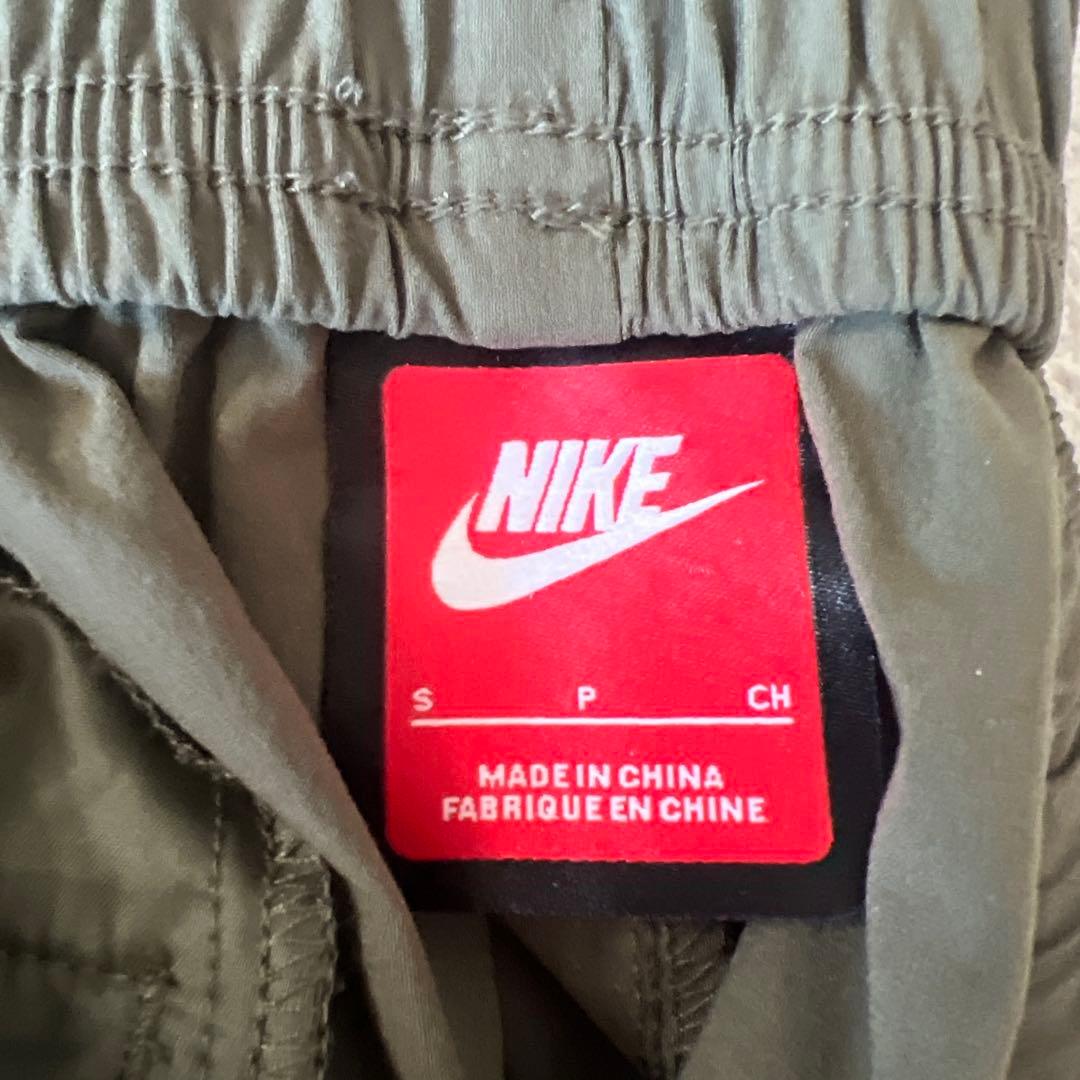 NIKE
S P CH
MADE IN CHINA
FABRIQUE EN CHINE